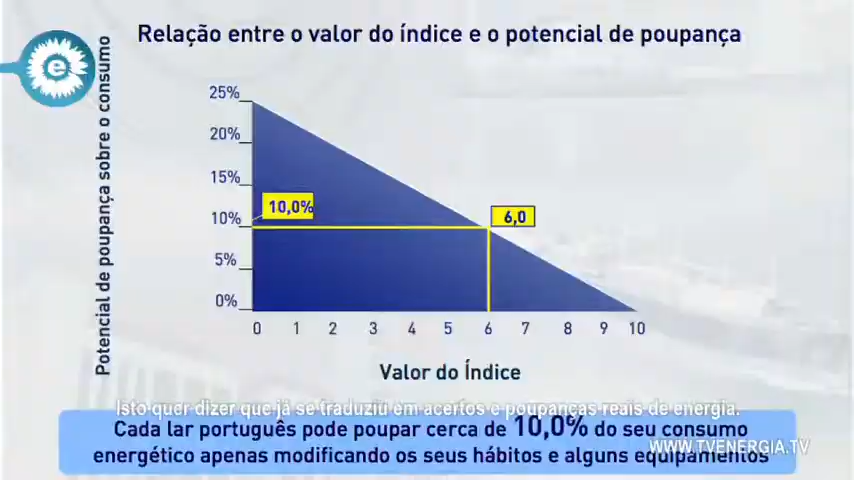 Relação entre o valor do índice e o potencial de poupança
e
Potencial de poupança sobre o consumo
25%
20%
15%
10%
5%
0%
10,0%
6,0
0 1 2 3 4 5 6 7 8 9 10
Valor do Índice
Isto quer dizer que já se traduziu em acertos e poupanças reais de energia.
Cada lar português pode poupar cerca de 10,0% do seu consumo
energético apenas modificando os seus hábitos e alguns equipamentos
WWW.TVENERGIA.TV